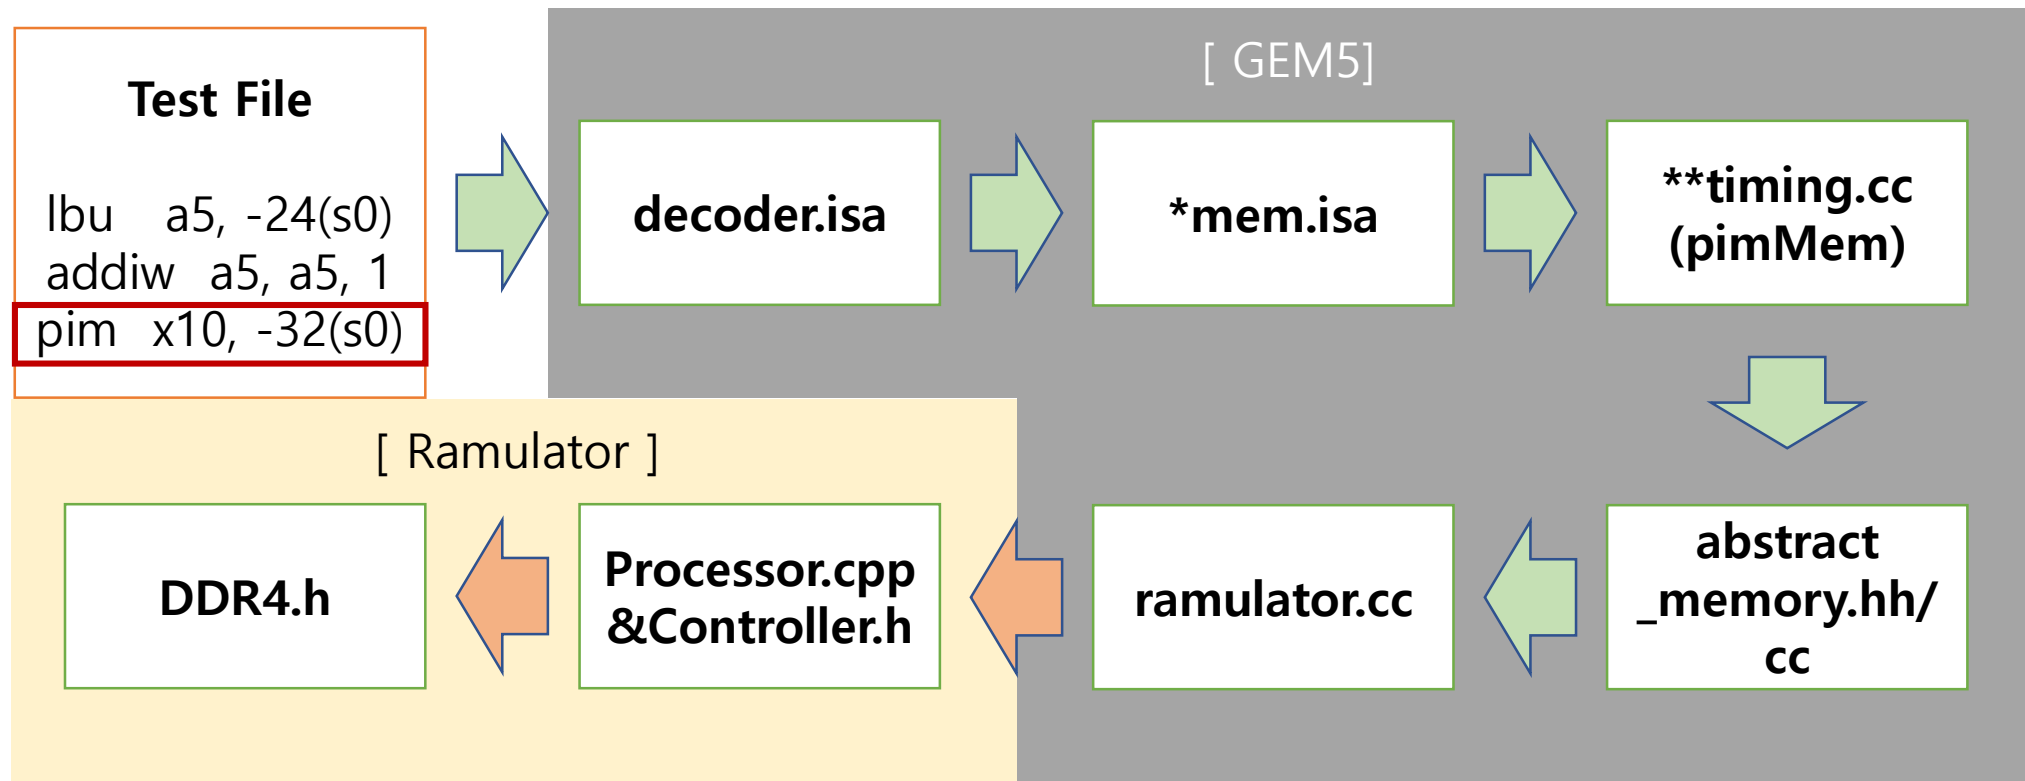 [ GEM5]
Test File
lbu a5, -24(s0)
addiw a5, a5, 1
pim x10, -32(s0)
decoder.isa
*mem.isa
**timing.cc
(pimMem)
[ Ramulator ]
DDR4.h
Processor.cpp
&Controller.h
ramulator.cc
abstract
_memory.hh/
cc